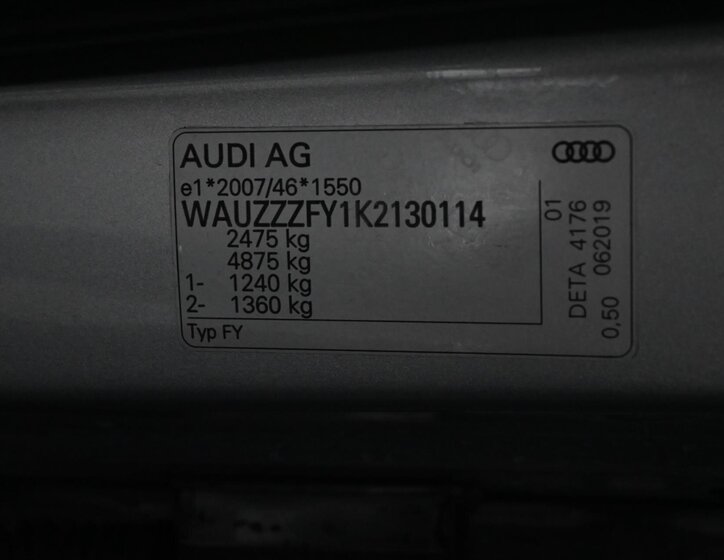 AUDI AG
e1*2007/46*1550
WAUZZZFY1K2130114
2475 kg
4875 kg
1- 1240 kg
2- 1360 kg
Typ FY
01
DETA 4176
0,50 062019